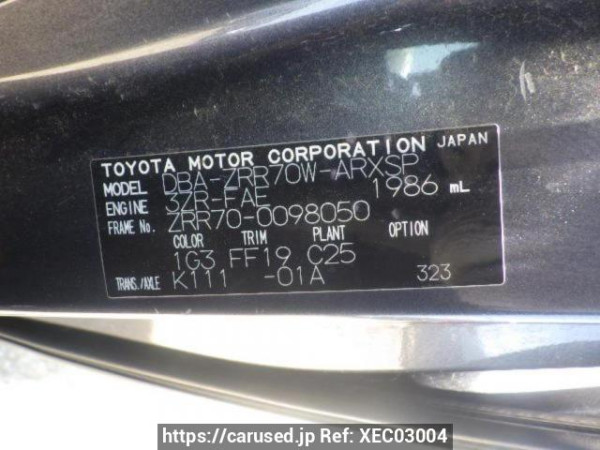 TOYOTA MOTOR CORPORATION JAPAN
MODEL DBA-ZRR70W-ARXSP
ENGINE 3ZR-FAE 1986 mL
FRAME No. ZRR70-0098050
COLOR TRIM PLANT OPTION
1G3 FF19 C25
TRANS./AXLE K111 -01A 323
https://carused.jp Ref: XEC03004